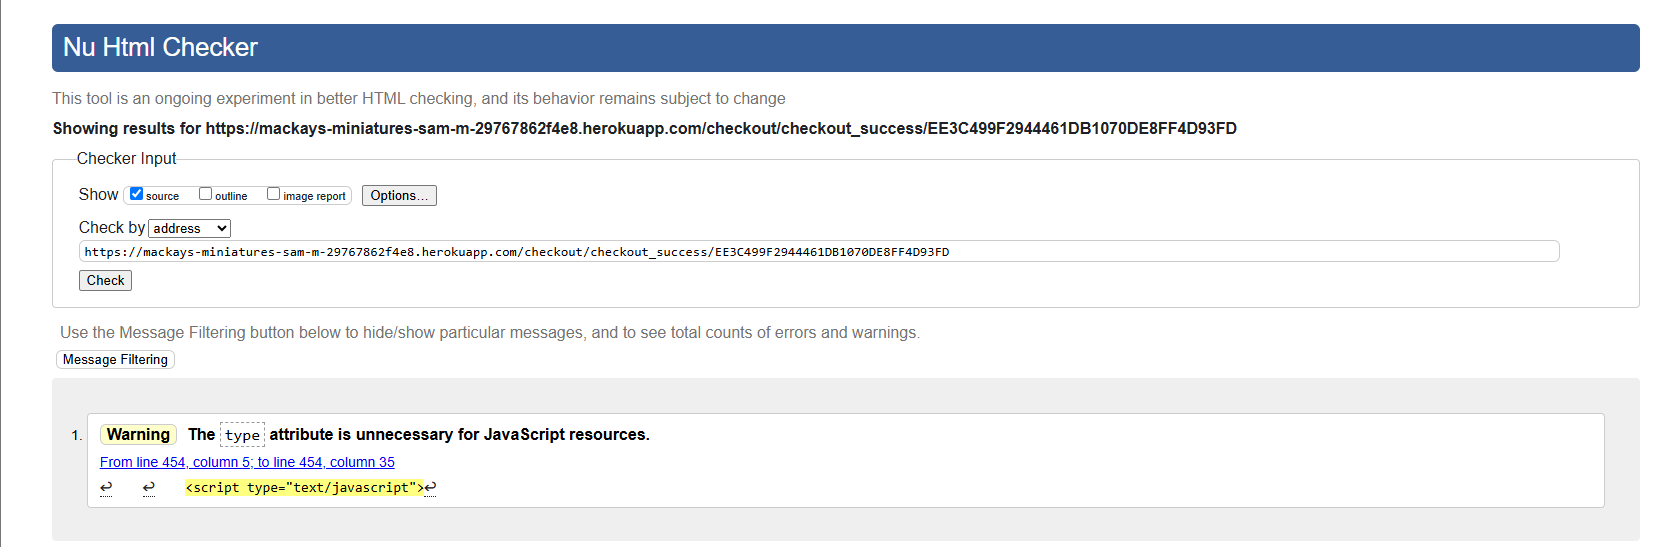 Nu Html Checker
This tool is an ongoing experiment in better HTML checking, and its behavior remains subject to change
Showing results for https://mackays-miniatures-sam-m-29767862f4e8.herokuapp.com/checkout/checkout_success/EE3C499F2944461DB1070DE8FF4D93FD
Checker Input
Show source outline image report Options...
Check by address
https://mackays-miniatures-sam-m-29767862f4e8.herokuapp.com/checkout/checkout_success/EE3C499F2944461DB1070DE8FF4D93FD
Check
Use the Message Filtering button below to hide/show particular messages, and to see total counts of errors and warnings.
Message Filtering
1. Warning The type attribute is unnecessary for JavaScript resources.
From line 454, column 5; to line 454, column 35
↩ ↩ <script type="text/javascript">↩